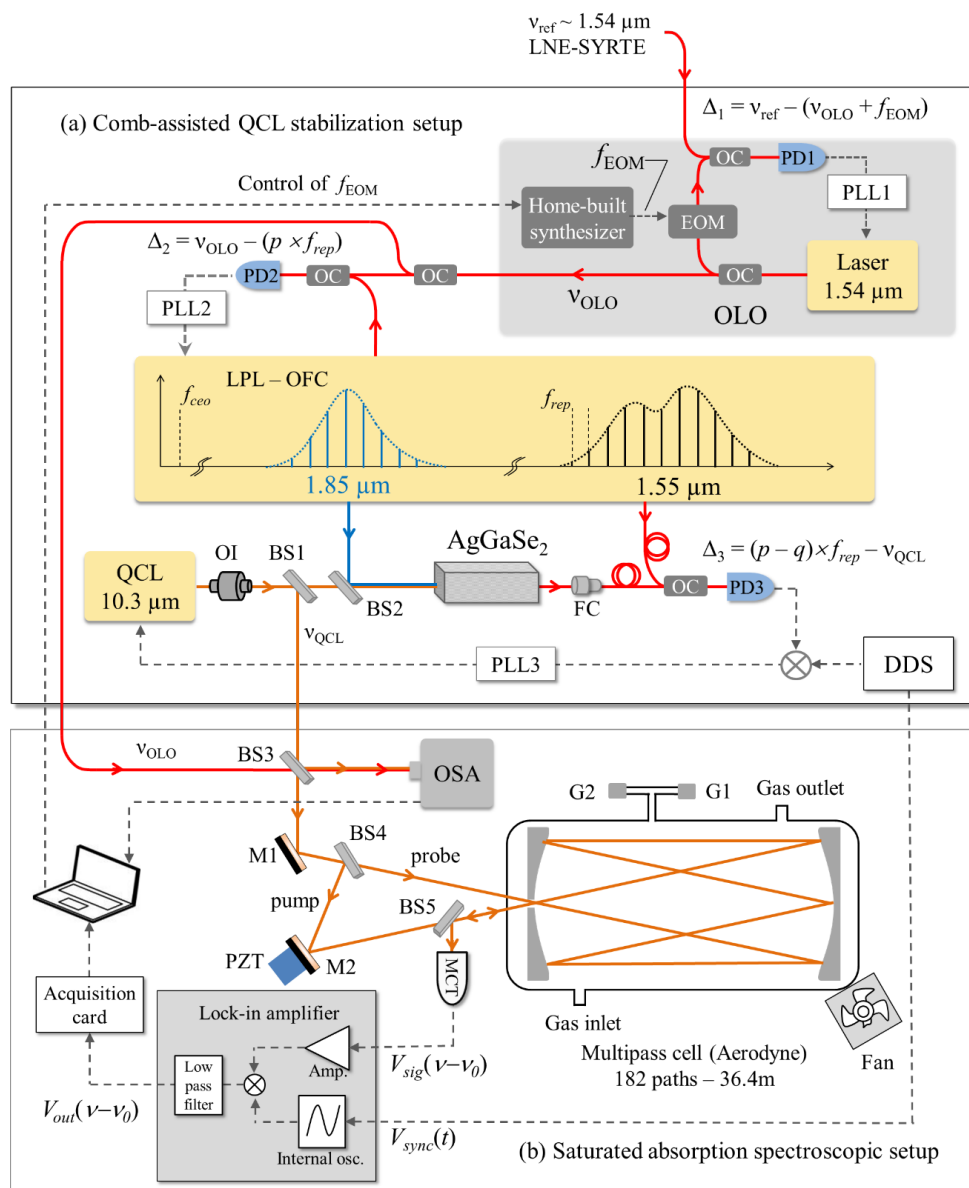 ν_ref ~ 1.54 µm
LNE-SYRTE
(a) Comb-assisted QCL stabilization setup
Δ₁ = ν_ref − (ν_OLO + f_EOM)
f_EOM
OC
PD1
Control of f_EOM
Home-built
synthesizer
EOM
PLL1
Δ₂ = ν_OLO − (p × f_rep)
PD2
OC
OC
OC
Laser
1.54 µm
ν_OLO
OLO
PLL2
LPL – OFC
f_ceo
f_rep
1.85 µm
1.55 µm
AgGaSe₂
Δ₃ = (p − q) × f_rep − ν_QCL
QCL
10.3 µm
OI
BS1
BS2
FC
OC
PD3
ν_QCL
PLL3
DDS
ν_OLO
BS3
OSA
G2
G1
Gas outlet
M1
BS4
probe
pump
BS5
PZT
M2
MCT
Acquisition
card
Lock-in amplifier
Gas inlet
Fan
Multipass cell (Aerodyne)
182 paths – 36.4m
Low
pass
filter
Amp.
V_sig(ν−ν₀)
V_out(ν−ν₀)
Internal osc.
V_sync(t)
(b) Saturated absorption spectroscopic setup